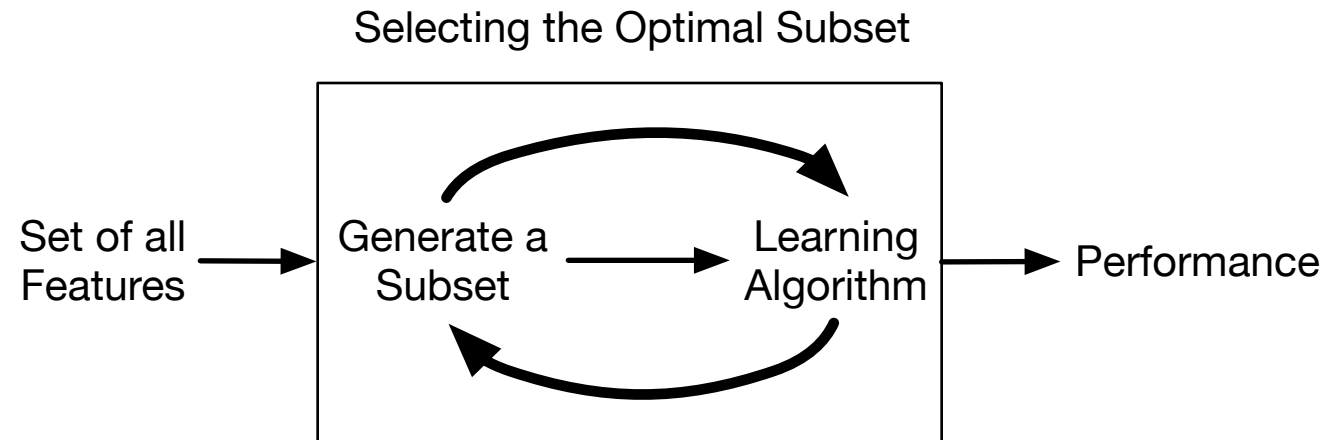 Selecting the Optimal Subset
Set of all
Features
Generate a
Subset
Learning
Algorithm
Performance